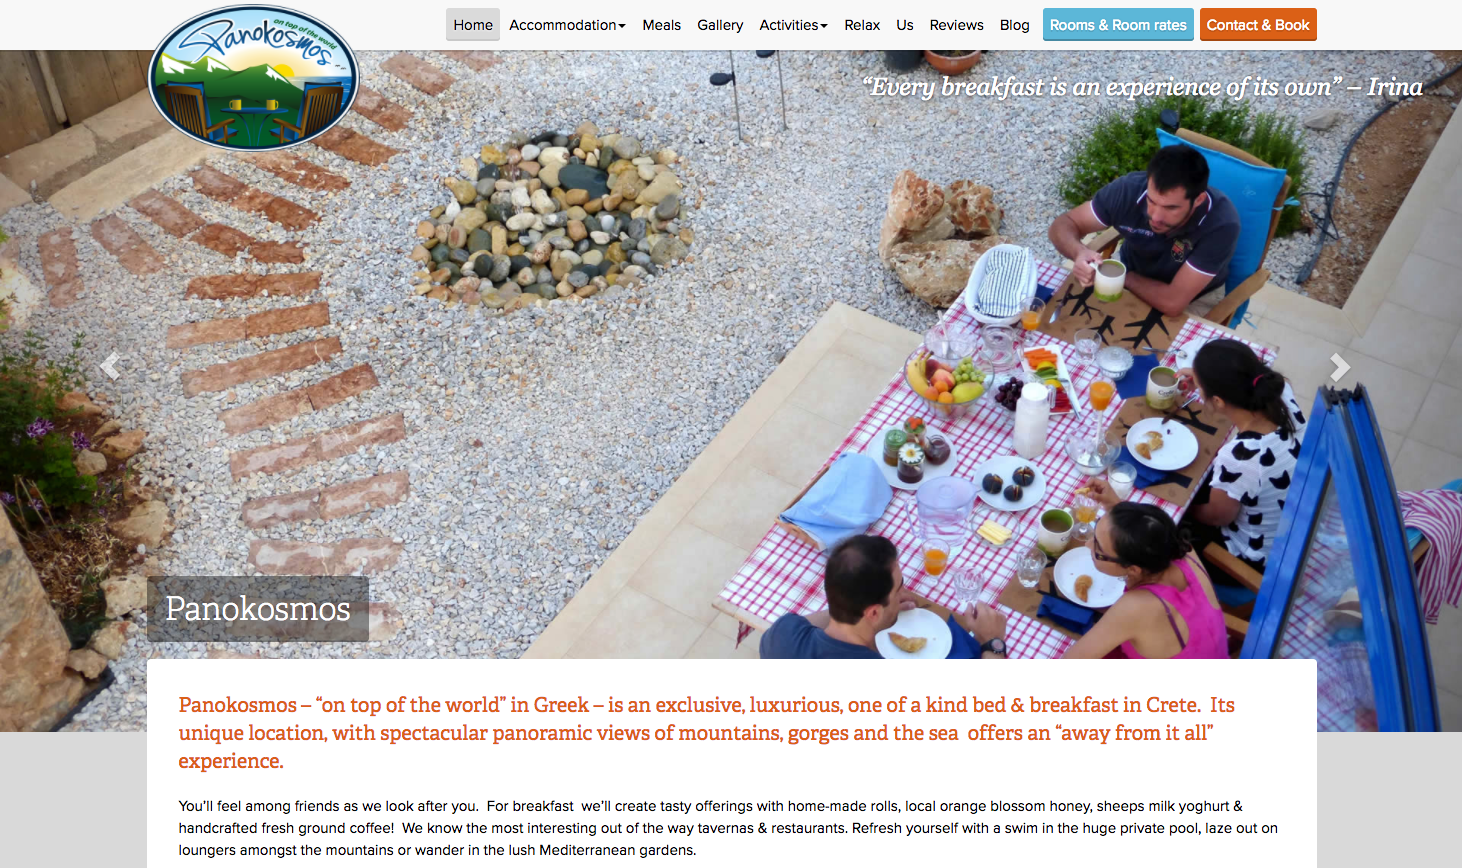 Panokosmos
on top of the world
Home Accommodation Meals Gallery Activities Relax Us Reviews Blog Rooms & Room rates Contact & Book
“Every breakfast is an experience of its own” – Irina
Panokosmos
Panokosmos – “on top of the world” in Greek – is an exclusive, luxurious, one of a kind bed & breakfast in Crete.  Its
unique location, with spectacular panoramic views of mountains, gorges and the sea  offers an “away from it all”
experience.
You’ll feel among friends as we look after you.  For breakfast  we’ll create tasty offerings with home-made rolls, local orange blossom honey, sheeps milk yoghurt &
handcrafted fresh ground coffee!  We know the most interesting out of the way tavernas & restaurants. Refresh yourself with a swim in the huge private pool, laze out on
loungers amongst the mountains or wander in the lush Mediterranean gardens.